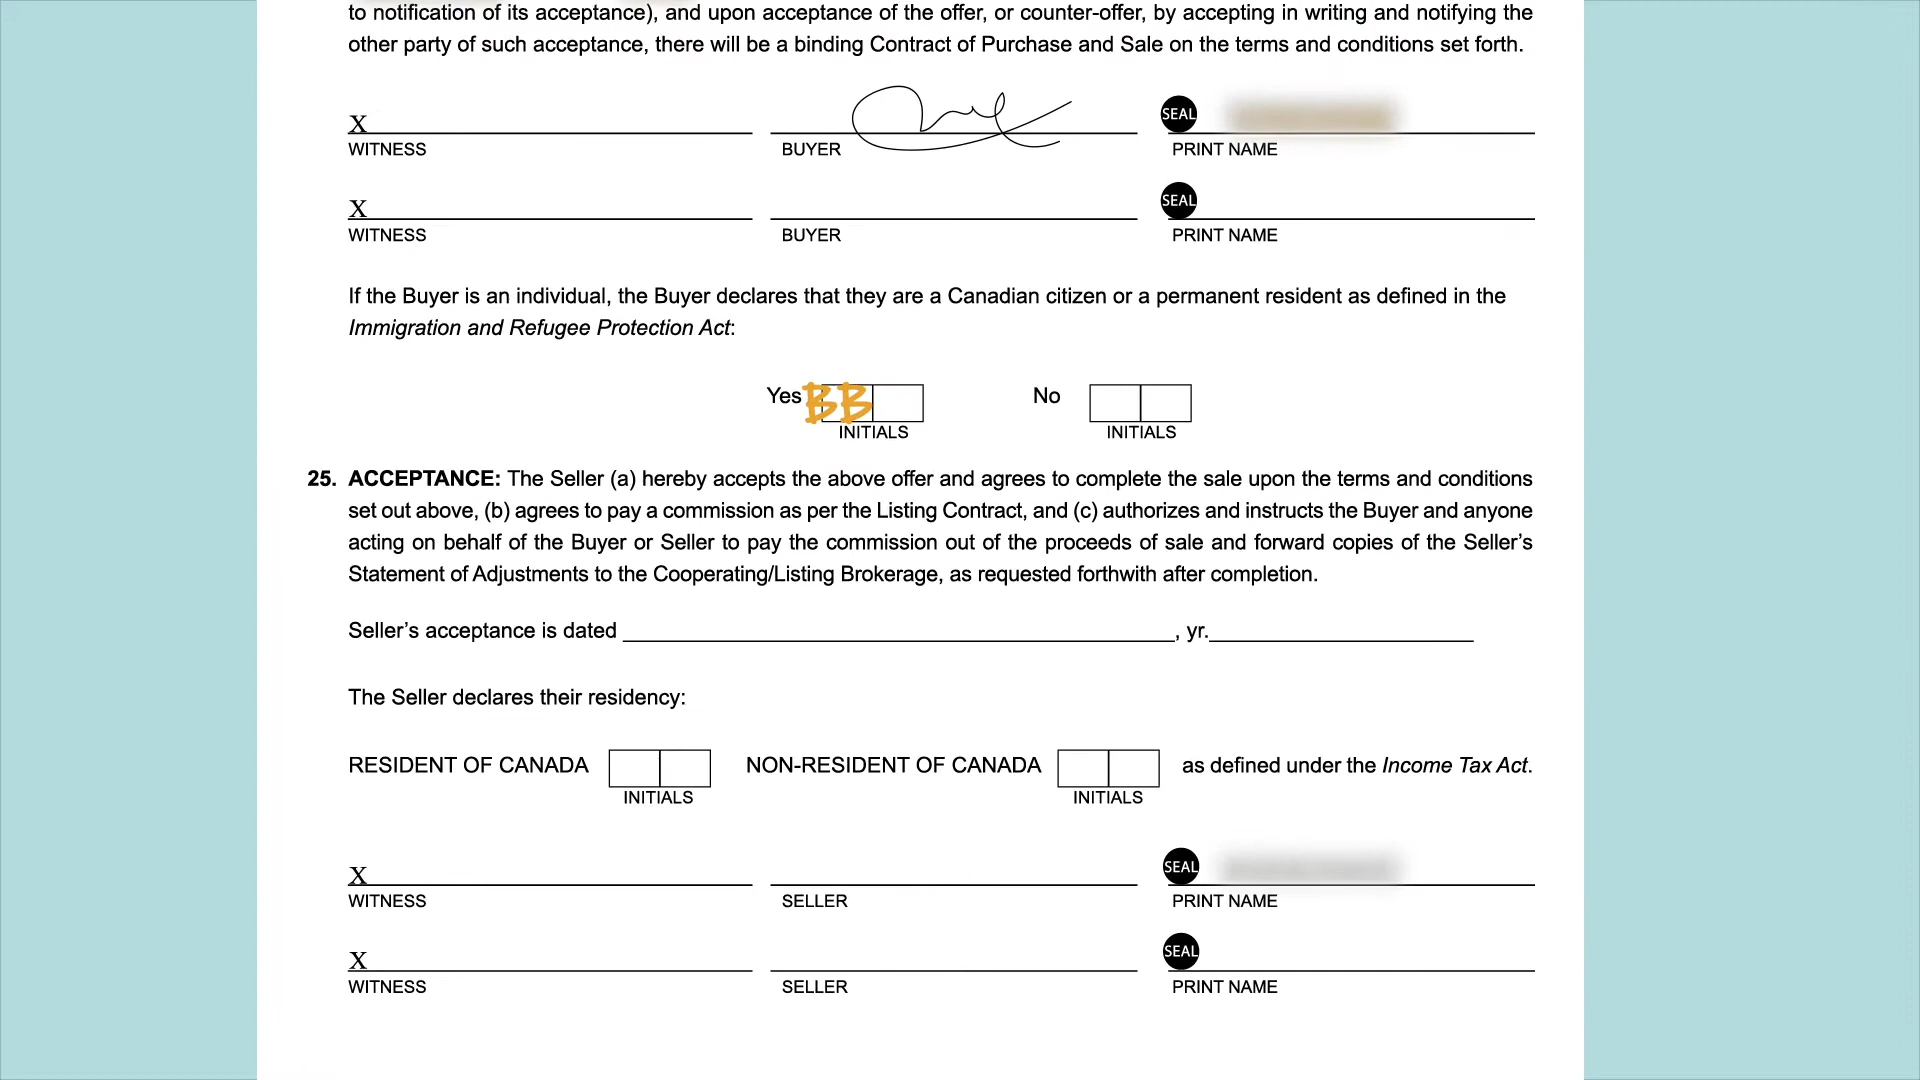 to notification of its acceptance), and upon acceptance of the offer, or counter-offer, by accepting in writing and notifying the
other party of such acceptance, there will be a binding Contract of Purchase and Sale on the terms and conditions set forth.
X SEAL
WITNESS BUYER PRINT NAME
X SEAL
WITNESS BUYER PRINT NAME
If the Buyer is an individual, the Buyer declares that they are a Canadian citizen or a permanent resident as defined in the
Immigration and Refugee Protection Act:
Yes BB No
INITIALS INITIALS
25. ACCEPTANCE: The Seller (a) hereby accepts the above offer and agrees to complete the sale upon the terms and conditions
set out above, (b) agrees to pay a commission as per the Listing Contract, and (c) authorizes and instructs the Buyer and anyone
acting on behalf of the Buyer or Seller to pay the commission out of the proceeds of sale and forward copies of the Seller’s
Statement of Adjustments to the Cooperating/Listing Brokerage, as requested forthwith after completion.
Seller’s acceptance is dated ______, yr.______
The Seller declares their residency:
RESIDENT OF CANADA NON-RESIDENT OF CANADA as defined under the Income Tax Act.
INITIALS INITIALS
X SEAL
WITNESS SELLER PRINT NAME
X SEAL
WITNESS SELLER PRINT NAME